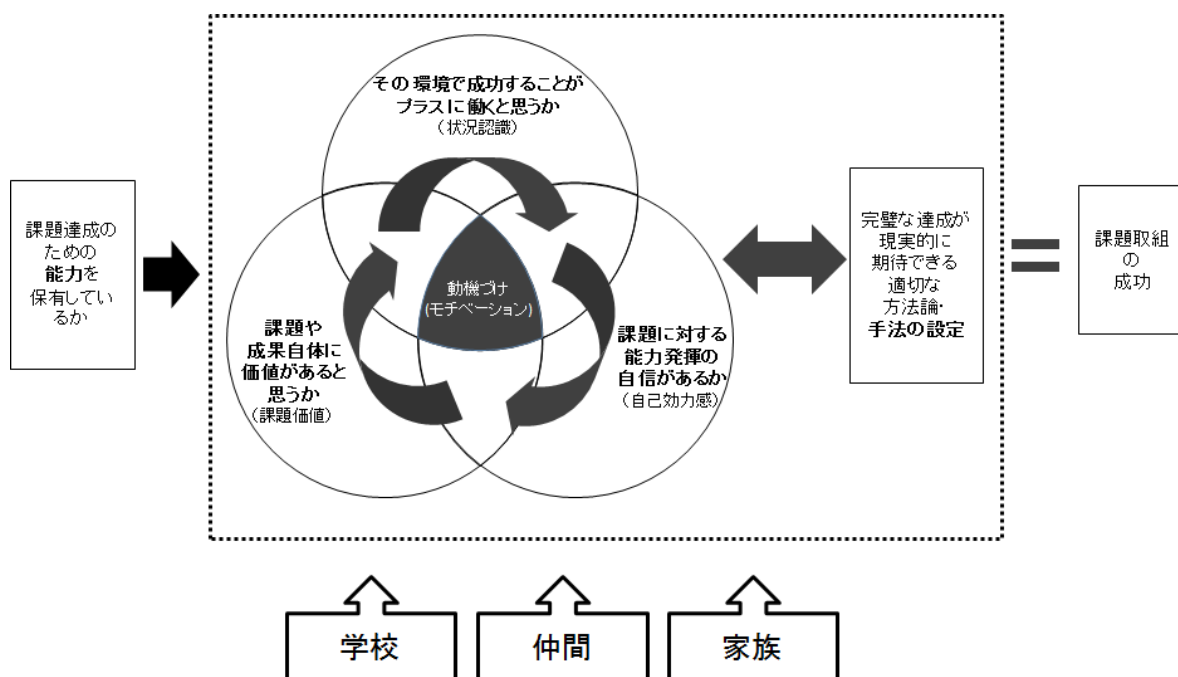 その環境で成功することが
プラスに働くと思うか
(状況認識)
課題達成の
ための
能力を
保有してい
るか
動機づけ
(モチベーション)
課題や
成果自体に
価値があると
思うか
(課題価値)
課題に対する
能力発揮の
自信があるか
(自己効力感)
完璧な達成が
現実的に
期待できる
適切な
方法論・
手法の設定
課題取組
の
成功
学校
仲間
家族